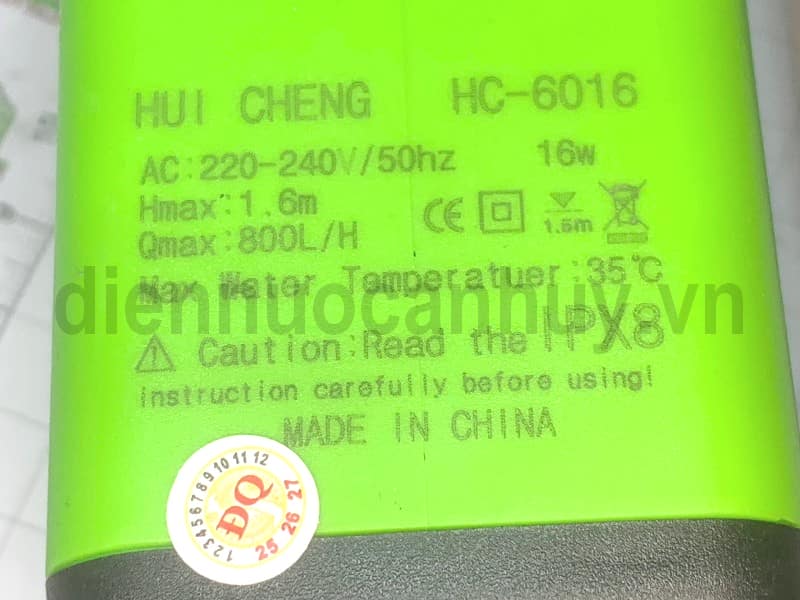 HUI CHENG HC-6016
AC:220-240V/50hz 16w
Hmax:1.6m
Qmax:800L/H
CE 1.5m
Max Water Temperatuer:35℃
diennuocanhuy.vn
Caution:Read the IPX8
instruction carefully before using!
MADE IN CHINA
1 2 3 4 5 6 7 8 9 10 11 12
ĐQ
25 26 27